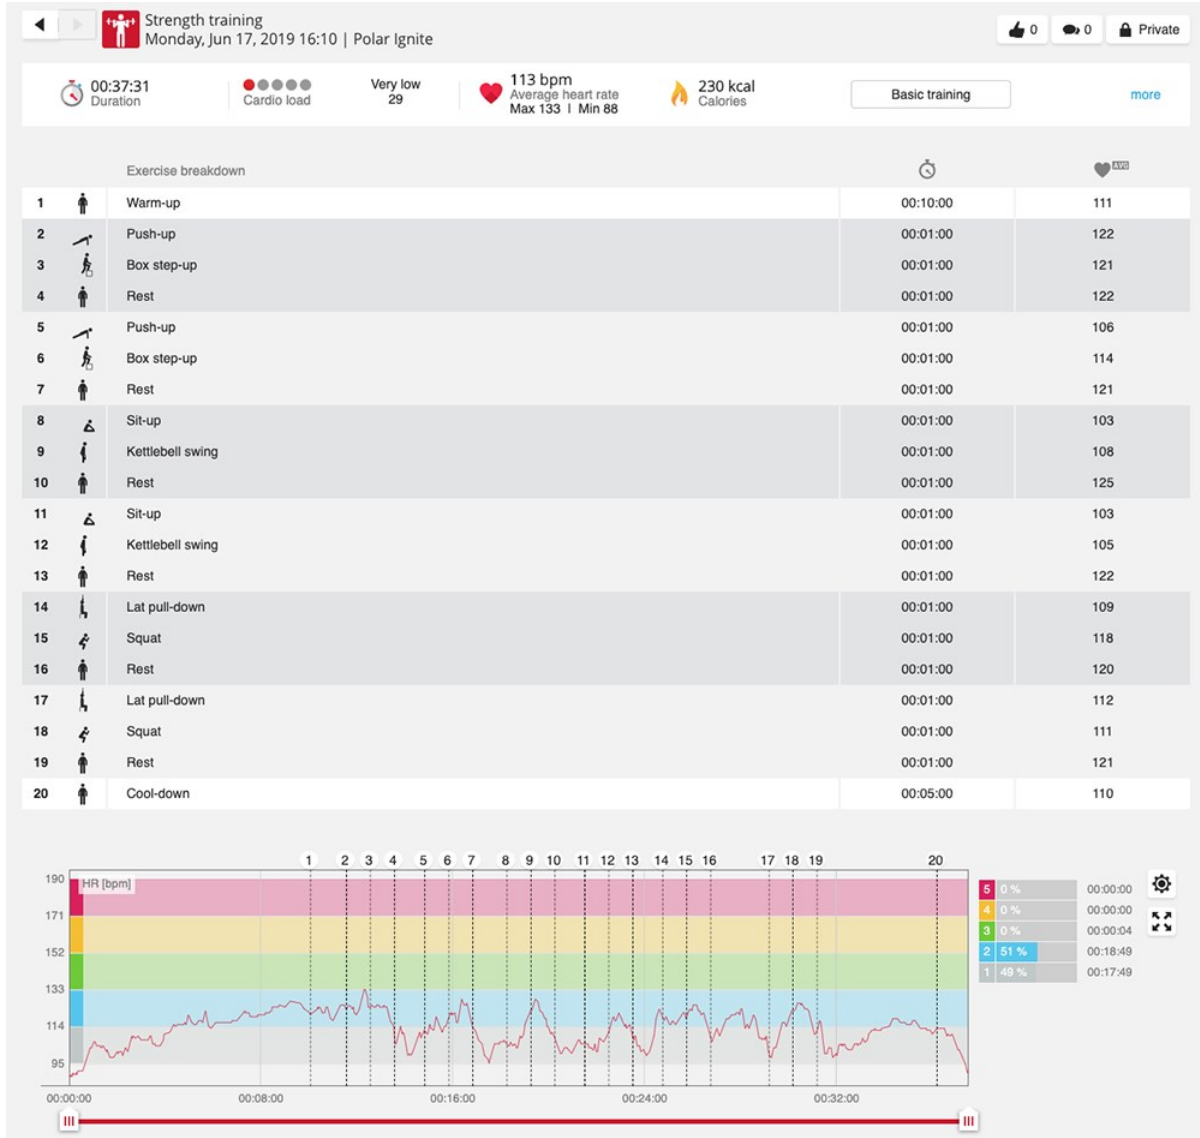 Strength training
Monday, Jun 17, 2019 16:10 | Polar Ignite
0
0
Private
00:37:31
Duration
Cardio load
Very low
29
113 bpm
Average heart rate
Max 133 | Min 88
230 kcal
Calories
Basic training
more
Exercise breakdown
AVG
1 Warm-up 00:10:00 111
2 Push-up 00:01:00 122
3 Box step-up 00:01:00 121
4 Rest 00:01:00 122
5 Push-up 00:01:00 106
6 Box step-up 00:01:00 114
7 Rest 00:01:00 121
8 Sit-up 00:01:00 103
9 Kettlebell swing 00:01:00 108
10 Rest 00:01:00 125
11 Sit-up 00:01:00 103
12 Kettlebell swing 00:01:00 105
13 Rest 00:01:00 122
14 Lat pull-down 00:01:00 109
15 Squat 00:01:00 118
16 Rest 00:01:00 120
17 Lat pull-down 00:01:00 112
18 Squat 00:01:00 111
19 Rest 00:01:00 121
20 Cool-down 00:05:00 110
1 2 3 4 5 6 7 8 9 10 11 12 13 14 15 16 17 18 19 20
HR [bpm]
190
171
152
133
114
95
00:00:00 00:08:00 00:16:00 00:24:00 00:32:00
5 0 % 00:00:00
4 0 % 00:00:00
3 0 % 00:00:04
2 51 % 00:18:49
1 49 % 00:17:49